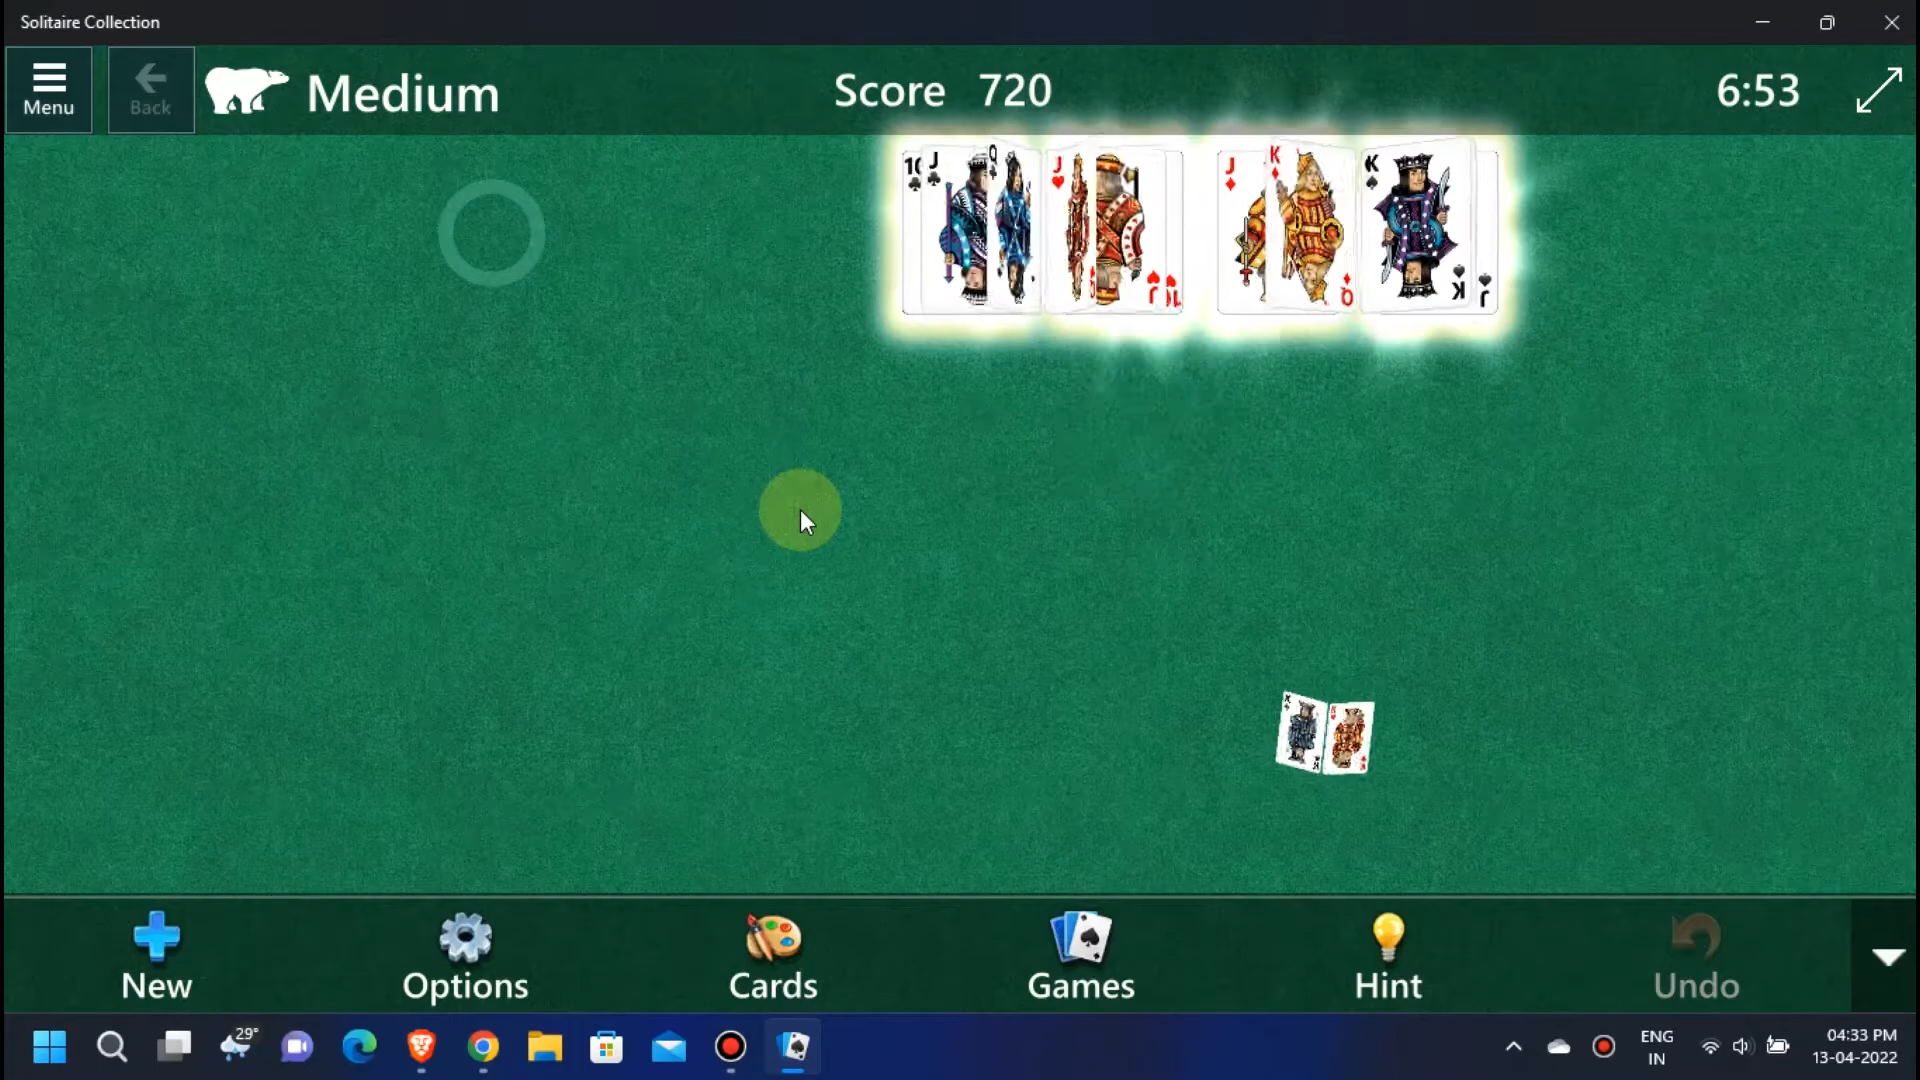 Solitaire Collection
Menu
Back
Medium
Score 720
6:53
10 J Q J J K K
J Q K J
New
Options
Cards
Games
Hint
Undo
29°
ENG
IN
04:33 PM
13-04-2022